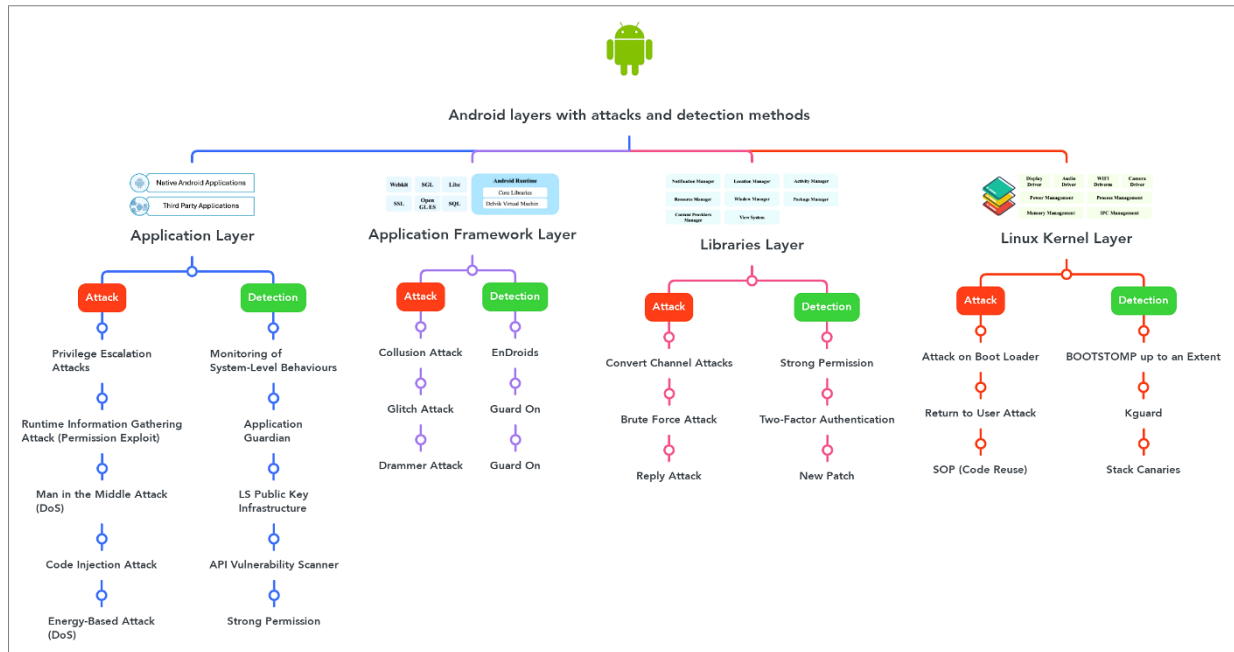 Android layers with attacks and detection methods
Native Android Applications
Third Party Applications
Application Layer
Attack
Detection
Privilege Escalation
Attacks
Monitoring of
System-Level Behaviours
Runtime Information Gathering
Attack (Permission Exploit)
Application
Guardian
Man in the Middle Attack
(DoS)
LS Public Key
Infrastructure
Code Injection Attack
API Vulnerability Scanner
Energy-Based Attack
(DoS)
Strong Permission
Webkit
SGL
Libc
SSL
Open
GL ES
SQL
Android Runtime
Core Libraries
Delvik Virtual Machin
Application Framework Layer
Attack
Detection
Collusion Attack
EnDroids
Glitch Attack
Guard On
Drammer Attack
Guard On
Notification Manager
Location Manager
Activity Manager
Resource Manager
Window Manager
Package Manager
Content Providers
Manager
View System
Libraries Layer
Attack
Detection
Convert Channel Attacks
Strong Permission
Brute Force Attack
Two-Factor Authentication
Reply Attack
New Patch
Display
Driver
Audio
Driver
WIFI
Driverss
Camera
Driver
Power Management
Process Management
Memory Management
IPC Management
Linux Kernel Layer
Attack
Detection
Attack on Boot Loader
BOOTSTOMP up to an Extent
Return to User Attack
Kguard
SOP (Code Reuse)
Stack Canaries